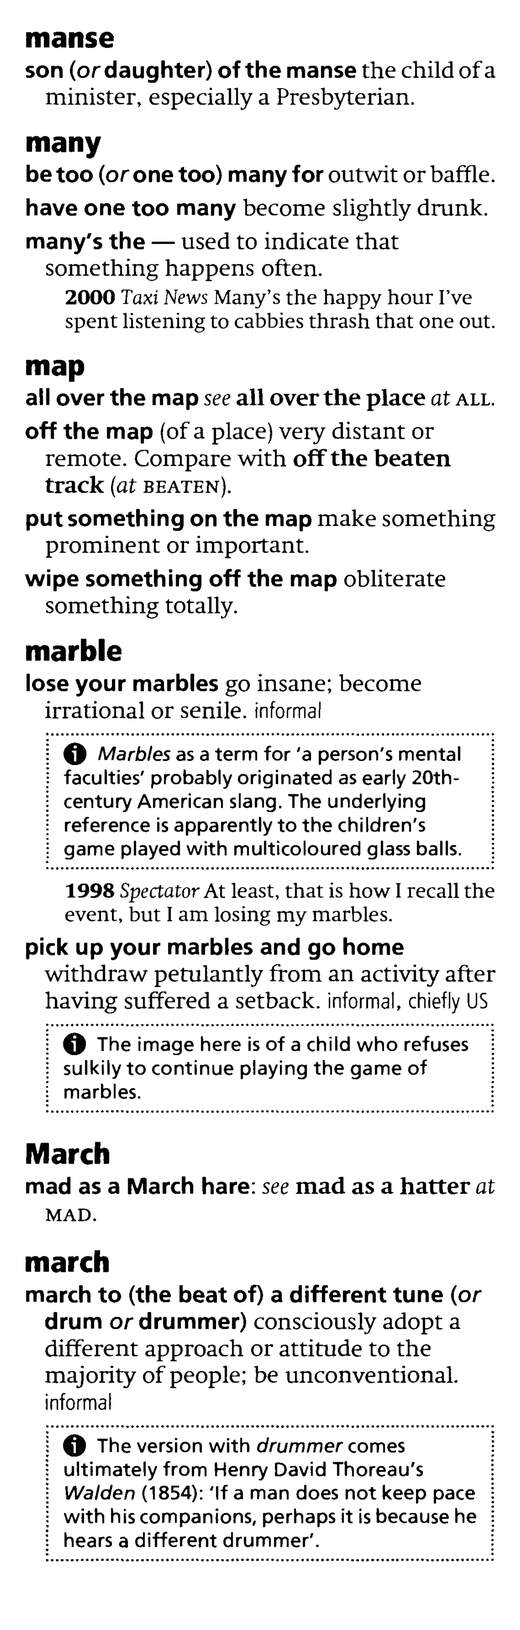 manse
son (or daughter) of the manse the child of a
minister, especially a Presbyterian.
many
be too (or one too) many for outwit or baffle.
have one too many become slightly drunk.
many's the — used to indicate that
something happens often.
2000 Taxi News Many's the happy hour I've
spent listening to cabbies thrash that one out.
map
all over the map see all over the place at ALL.
off the map (of a place) very distant or
remote. Compare with off the beaten
track (at BEATEN).
put something on the map make something
prominent or important.
wipe something off the map obliterate
something totally.
marble
lose your marbles go insane; become
irrational or senile. informal
i Marbles as a term for 'a person's mental
faculties' probably originated as early 20th-
century American slang. The underlying
reference is apparently to the children's
game played with multicoloured glass balls.
1998 Spectator At least, that is how I recall the
event, but I am losing my marbles.
pick up your marbles and go home
withdraw petulantly from an activity after
having suffered a setback. informal, chiefly US
i The image here is of a child who refuses
sulkily to continue playing the game of
marbles.
March
mad as a March hare: see mad as a hatter at
MAD.
march
march to (the beat of) a different tune (or
drum or drummer) consciously adopt a
different approach or attitude to the
majority of people; be unconventional.
informal
i The version with drummer comes
ultimately from Henry David Thoreau's
Walden (1854): 'If a man does not keep pace
with his companions, perhaps it is because he
hears a different drummer'.